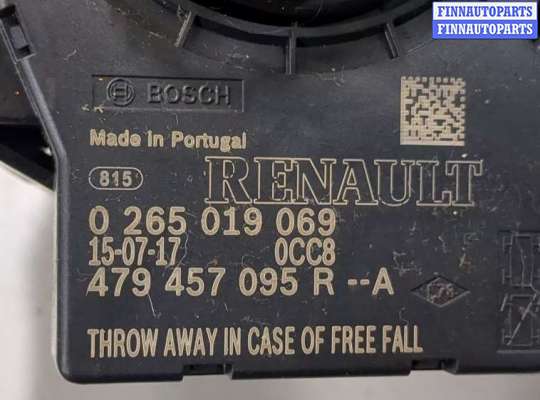 FINNAUTOPARTS
FINNAUTOPARTS
BOSCH
Made in Portugal
815
RENAULT
0 265 019 069
15-07-17 0CC8
479 457 095 R --A
THROW AWAY IN CASE OF FREE FALL